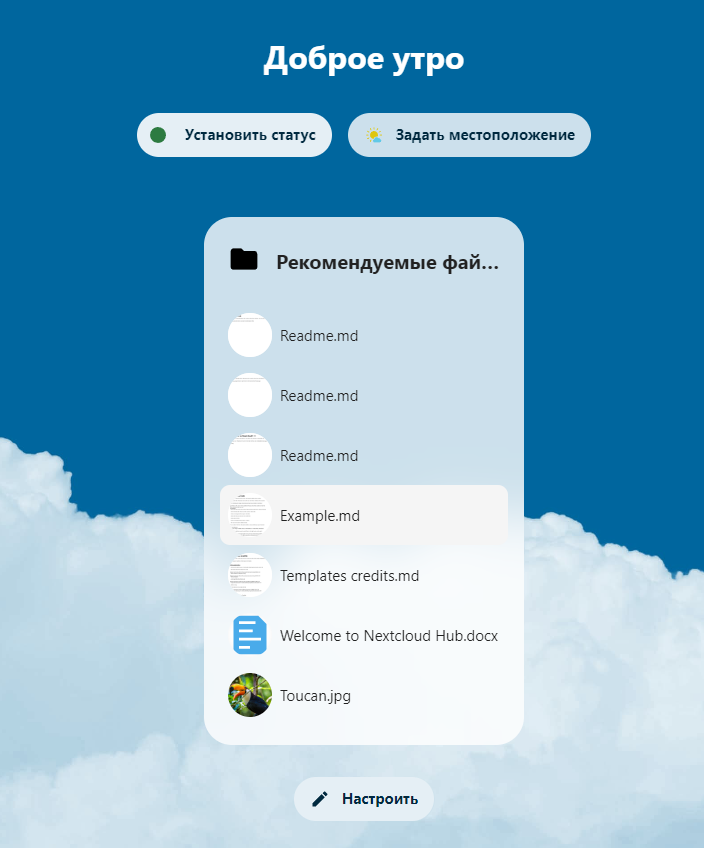 Доброе утро
Установить статус
Задать местоположение
Рекомендуемые фай...
Readme.md
Readme.md
Readme.md
Example.md
Templates credits.md
Welcome to Nextcloud Hub.docx
Toucan.jpg
Настроить